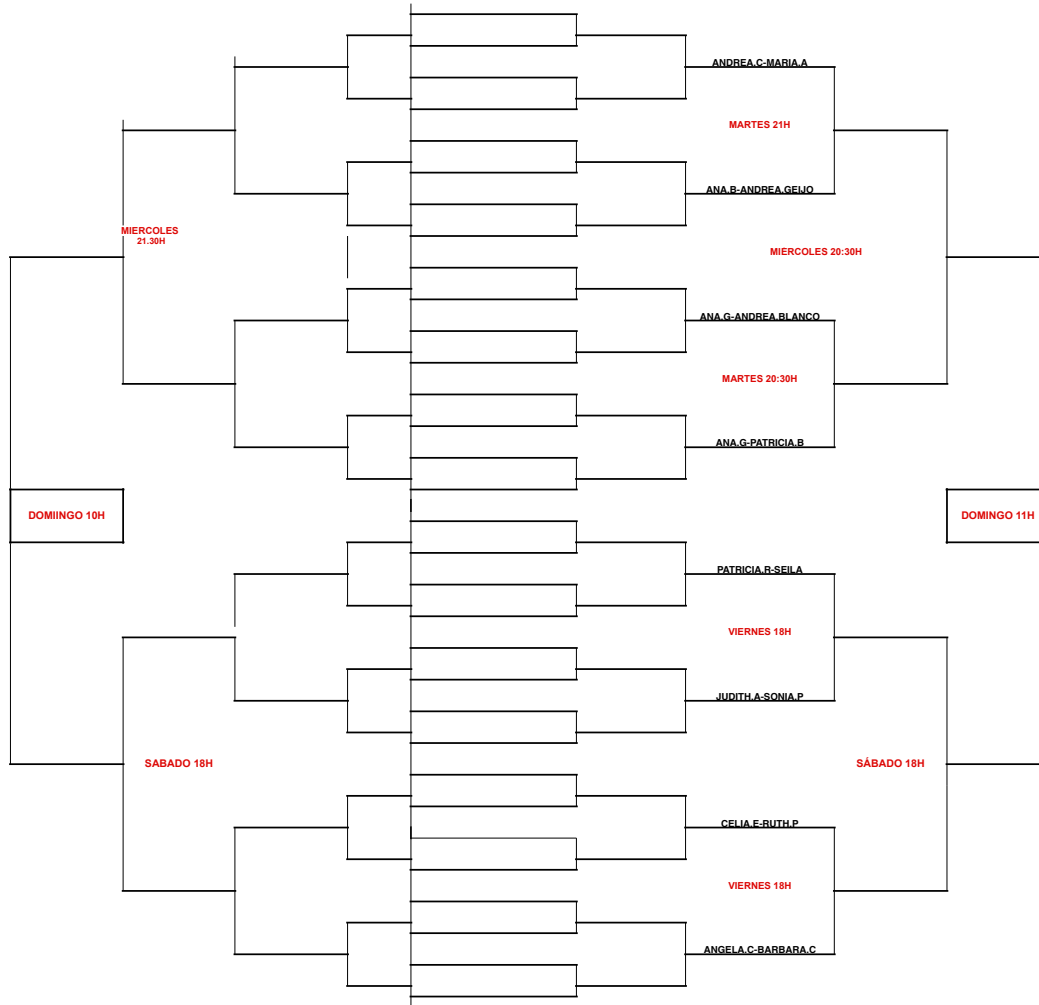 ANDREA.C-MARIA.A
MARTES 21H
ANA.B-ANDREA.GEIJO
MIERCOLES
21.30H
MIERCOLES 20:30H
ANA.G-ANDREA.BLANCO
MARTES 20:30H
ANA.G-PATRICIA.B
DOMIINGO 10H
DOMINGO 11H
PATRICIA.R-SEILA
VIERNES 18H
JUDITH.A-SONIA.P
SABADO 18H
SÁBADO 18H
CELIA.E-RUTH.P
VIERNES 18H
ANGELA.C-BARBARA.C